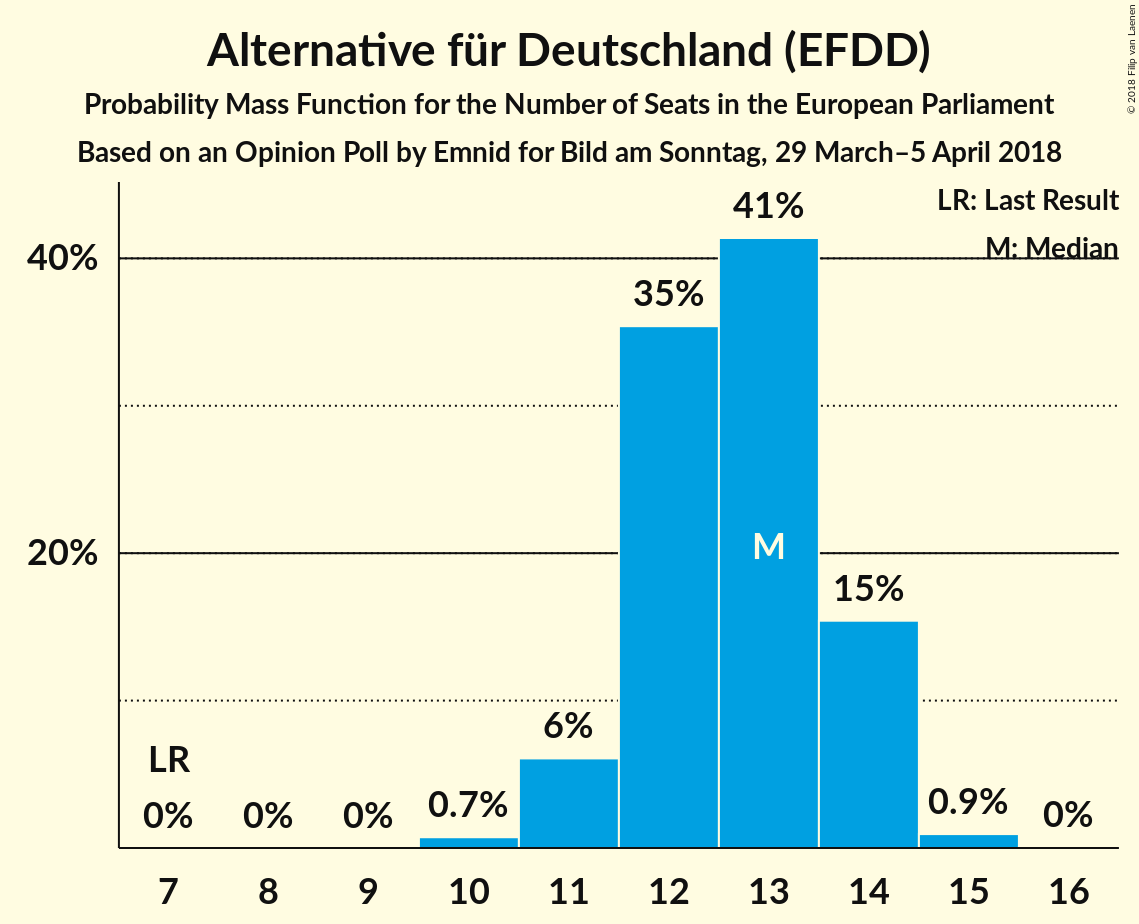 Alternative für Deutschland (EFDD)
Probability Mass Function for the Number of Seats in the European Parliament
Based on an Opinion Poll by Emnid for Bild am Sonntag, 29 March–5 April 2018
© 2018 Filip van Laenen
LR: Last Result
M: Median
41%
40%
35%
M
20%
15%
6%
LR
0%
0%
0%
0.7%
0.9%
0%
7 8 9 10 11 12 13 14 15 16